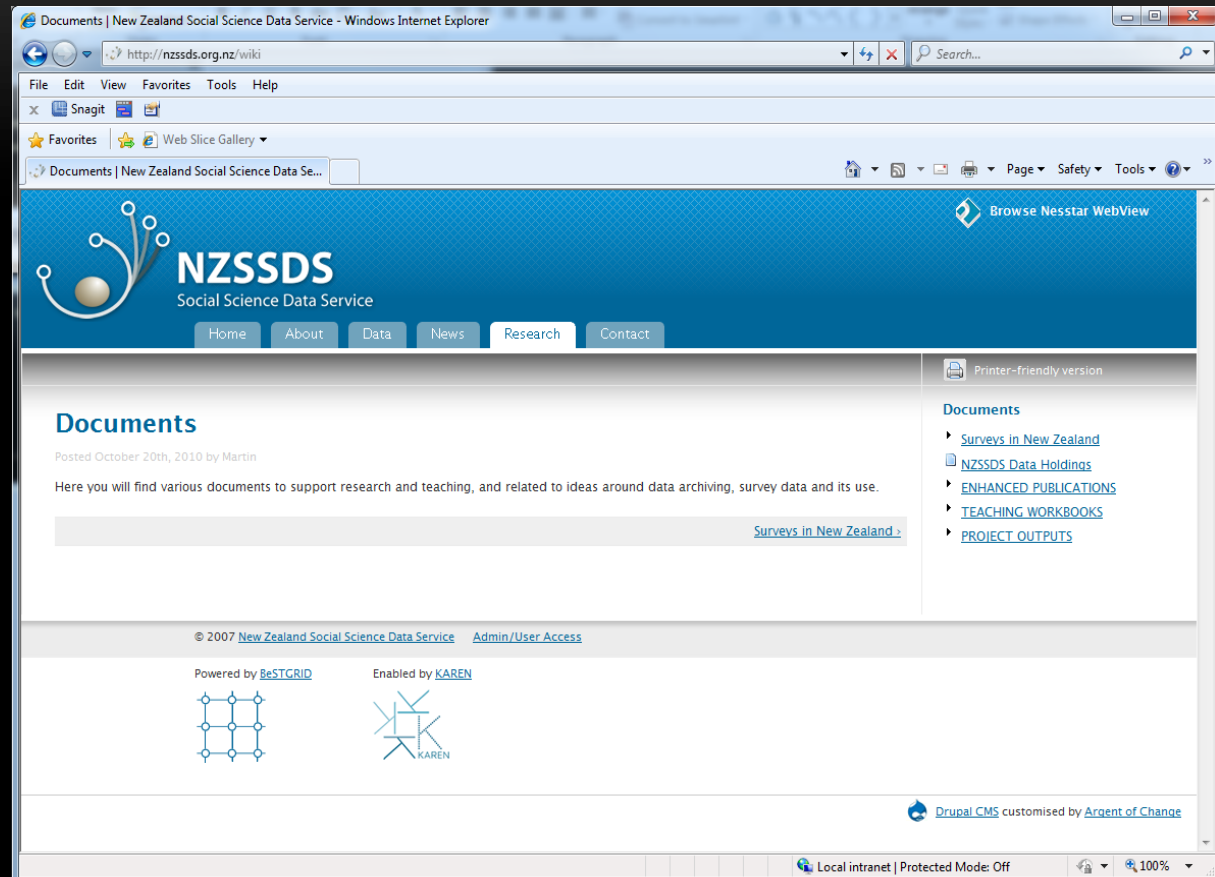 Documents | New Zealand Social Science Data Service - Windows Internet Explorer
http://nzssds.org.nz/wiki
Search...
File Edit View Favorites Tools Help
x Snagit
Favorites Web Slice Gallery
Documents | New Zealand Social Science Data Se...
Page Safety Tools
Browse Nesstar WebView
NZSSDS
Social Science Data Service
Home About Data News Research Contact
Printer-friendly version
Documents
Posted October 20th, 2010 by Martin
Here you will find various documents to support research and teaching, and related to ideas around data archiving, survey data and its use.
Surveys in New Zealand ›
Documents
Surveys in New Zealand
NZSSDS Data Holdings
ENHANCED PUBLICATIONS
TEACHING WORKBOOKS
PROJECT OUTPUTS
© 2007 New Zealand Social Science Data Service Admin/User Access
Powered by BeSTGRID Enabled by KAREN
KAREN
Drupal CMS customised by Argent of Change
Local intranet | Protected Mode: Off 100%